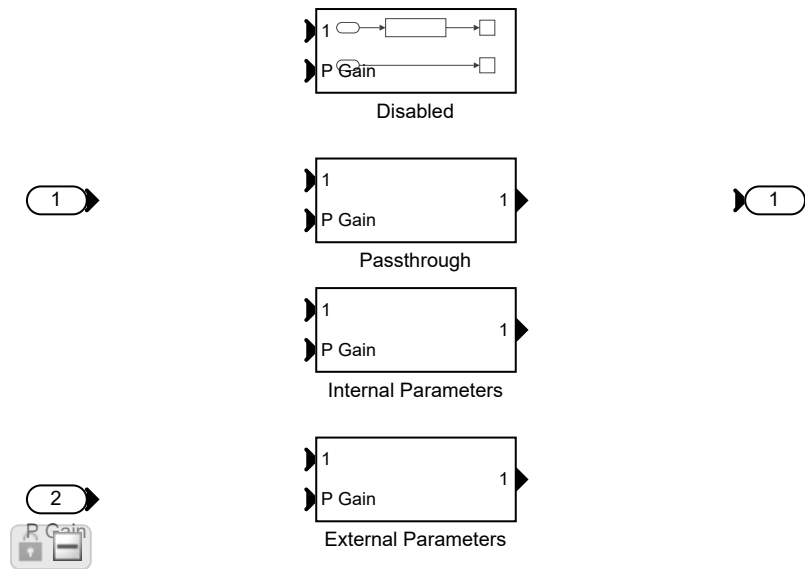 1
P Gain
Disabled
1
1
P Gain
1
1
Passthrough
1
P Gain
1
Internal Parameters
1
P Gain
1
2
P Gain
External Parameters